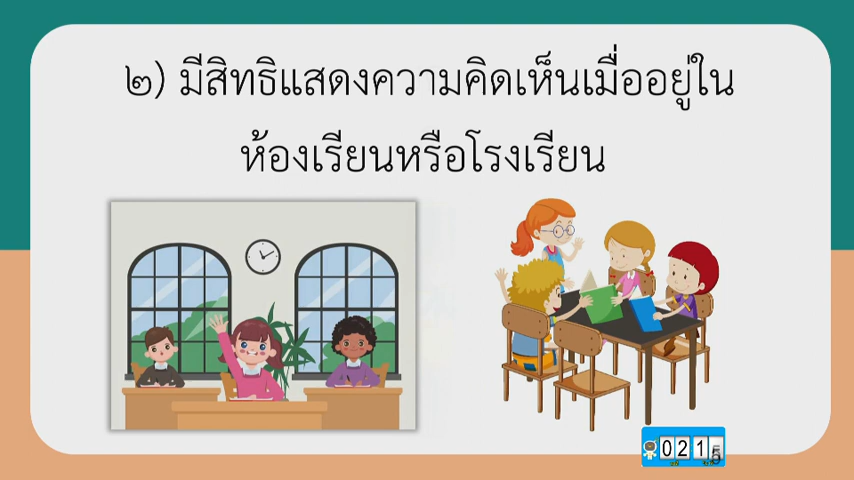 ๒) มีสิทธิแสดงความคิดเห็นเมื่ออยู่ใน
ห้องเรียนหรือโรงเรียน
021